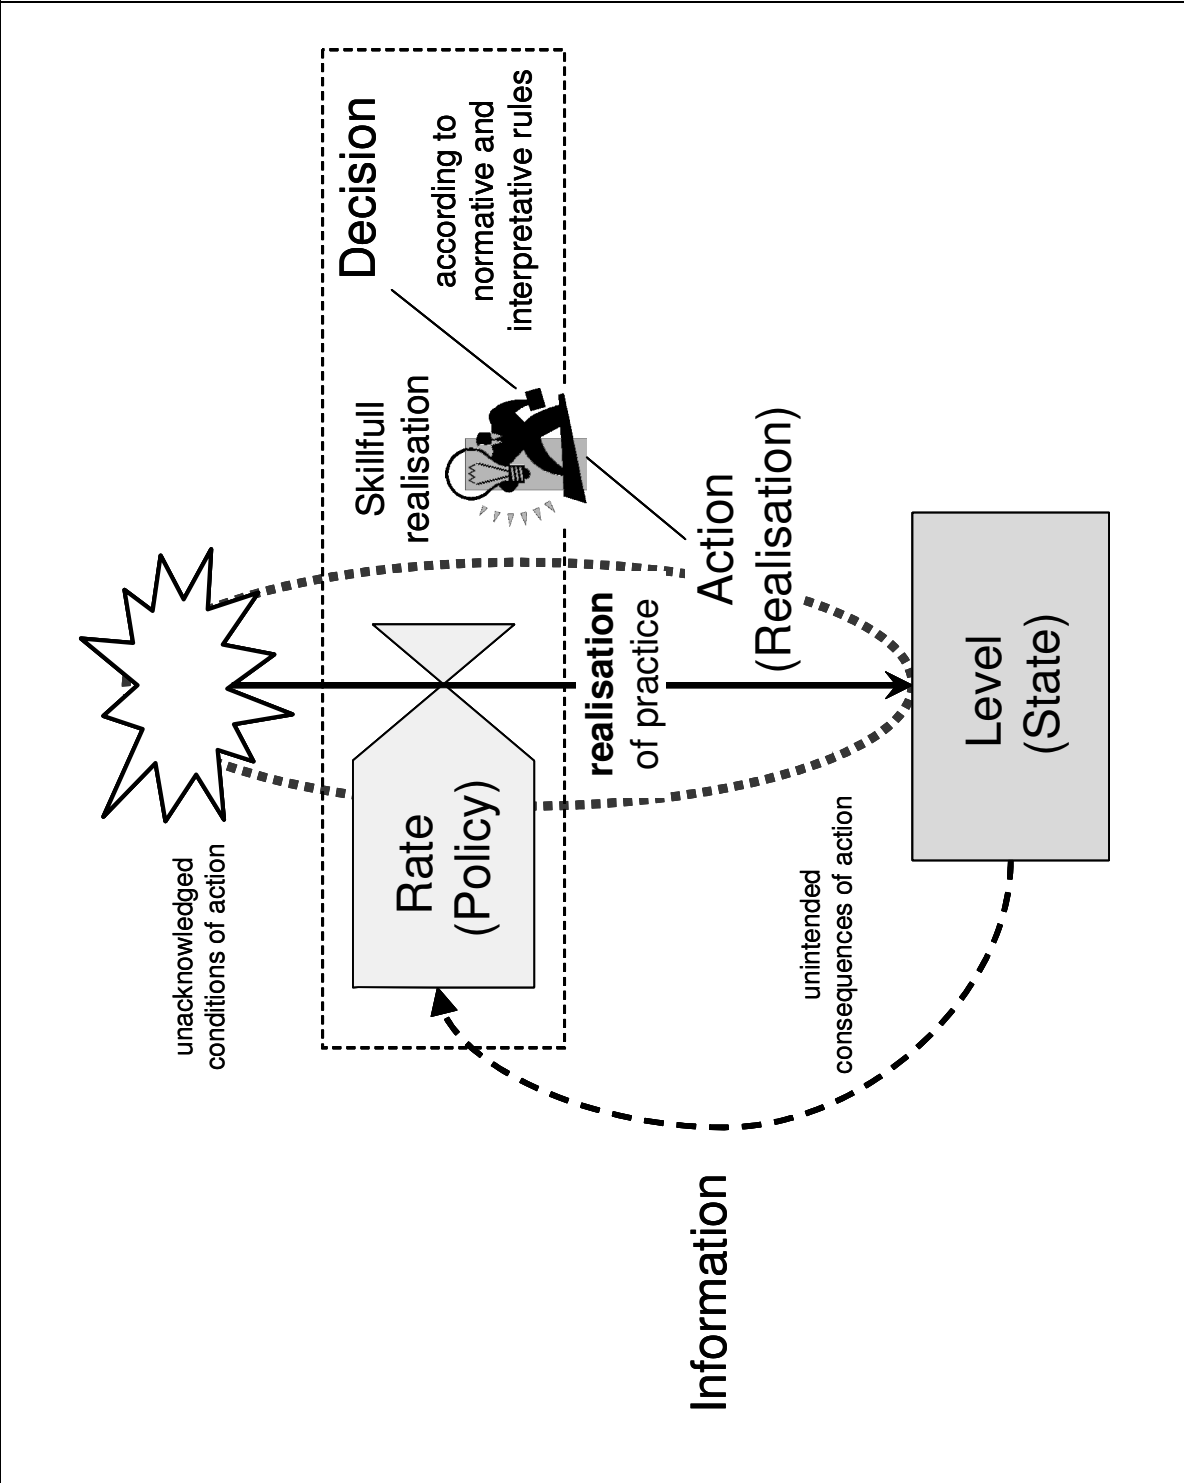 unacknowledged
conditions of action
Rate
(Policy)
Skillfull
realisation
Decision
according to
normative and
interpretative rules
realisation
of practice
Action
(Realisation)
unintended
consequences of action
Level
(State)
Information